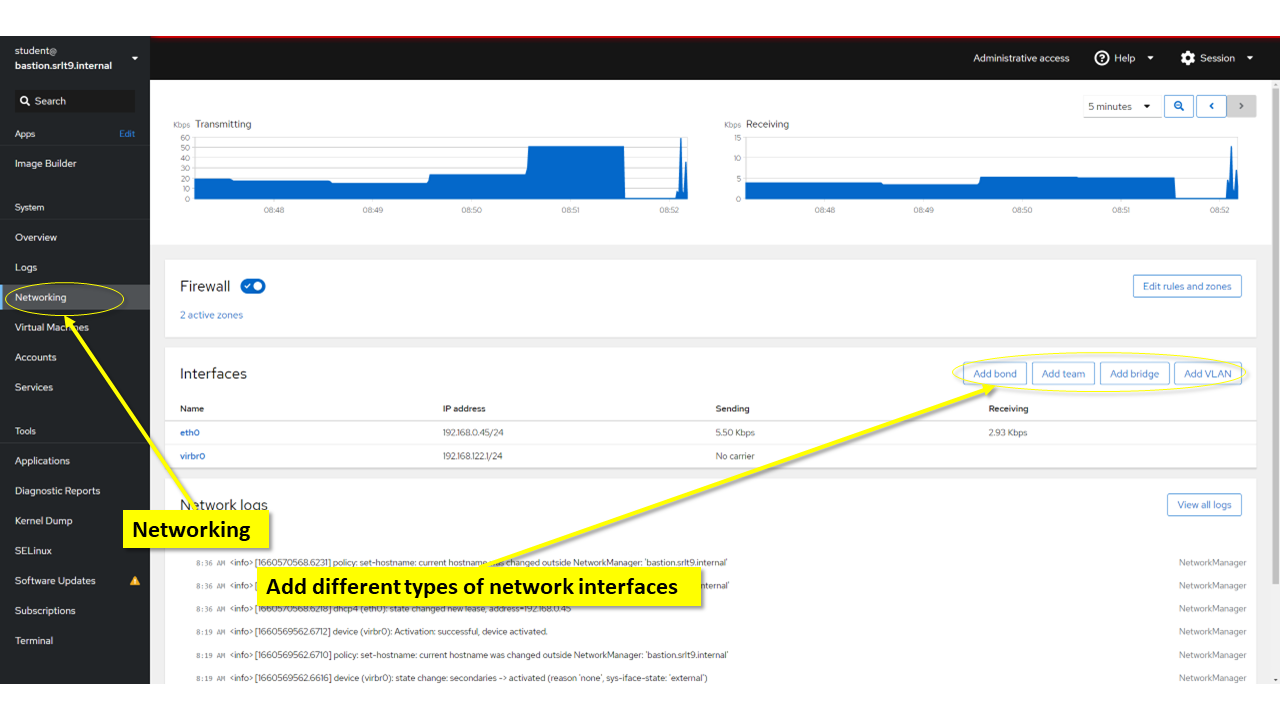 student@
bastion.srlt9.internal
Administrative access
Help
Session
Search
Apps
Edit
Image Builder
System
Overview
Logs
Networking
Virtual Machines
Accounts
Services
Tools
Applications
Diagnostic Reports
Kernel Dump
SELinux
Software Updates
Subscriptions
Terminal
5 minutes
Kbps Transmitting
60
50
40
30
20
10
0
08:48 08:49 08:50 08:51 08:52
Kbps Receiving
15
10
5
0
08:48 08:49 08:50 08:51 08:52
Firewall
Edit rules and zones
2 active zones
Interfaces
Add bond Add team Add bridge Add VLAN
Name IP address Sending Receiving
eth0 192.168.0.45/24 5.50 Kbps 2.93 Kbps
virbr0 192.168.122.1/24 No carrier
Network logs
View all logs
Networking
8:36 AM <info> [1660570568.6231] policy: set-hostname: current hostname was changed outside NetworkManager: 'bastion.srlt9.internal' NetworkManager
8:36 AM <info> [ ternal' NetworkManager
Add different types of network interfaces
8:36 AM <info> [1660570568.6218] dhcp4 (eth0): state changed new lease, address=192.168.0.45 NetworkManager
8:19 AM <info> [1660569562.6712] device (virbr0): Activation: successful, device activated. NetworkManager
8:19 AM <info> [1660569562.6710] policy: set-hostname: current hostname was changed outside NetworkManager: 'bastion.srlt9.internal' NetworkManager
8:19 AM <info> [1660569562.6616] device (virbr0): state change: secondaries -> activated (reason 'none', sys-iface-state: 'external') NetworkManager